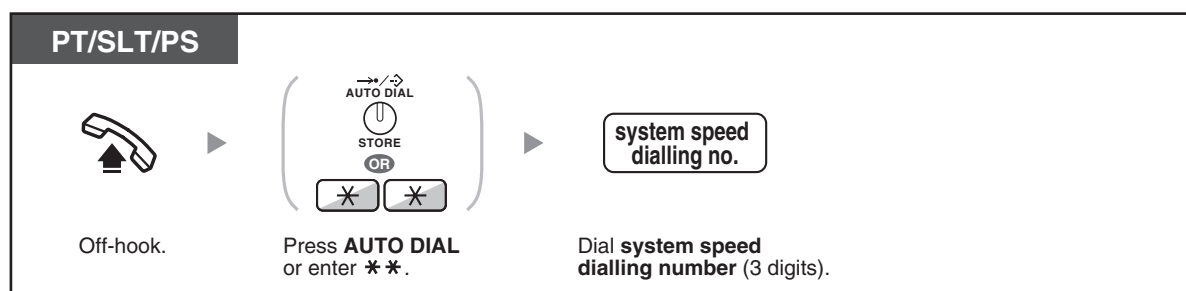 PT/SLT/PS
AUTO DIAL
STORE
OR
* *
system speed
dialling no.
Off-hook.
Press AUTO DIAL
or enter * *.
Dial system speed
dialling number (3 digits).